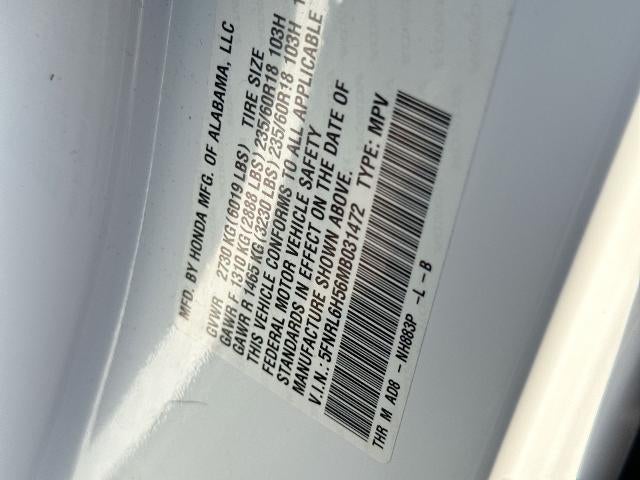 MFD. BY HONDA MFG. OF ALABAMA, LLC
GVWR 2730 KG (6019 LBS) TIRE SIZE
GAWR F 1310 KG (2888 LBS) 235/60R18 103H
GAWR R 1465 KG (3230 LBS) 235/60R18 103H
THIS VEHICLE CONFORMS TO ALL APPLICABLE
FEDERAL MOTOR VEHICLE SAFETY
STANDARDS IN EFFECT ON THE DATE OF
MANUFACTURE SHOWN ABOVE.
V.I.N.: 5FNRL6H56MB031472 TYPE: MPV
THR M A08 - NH883P -L - B